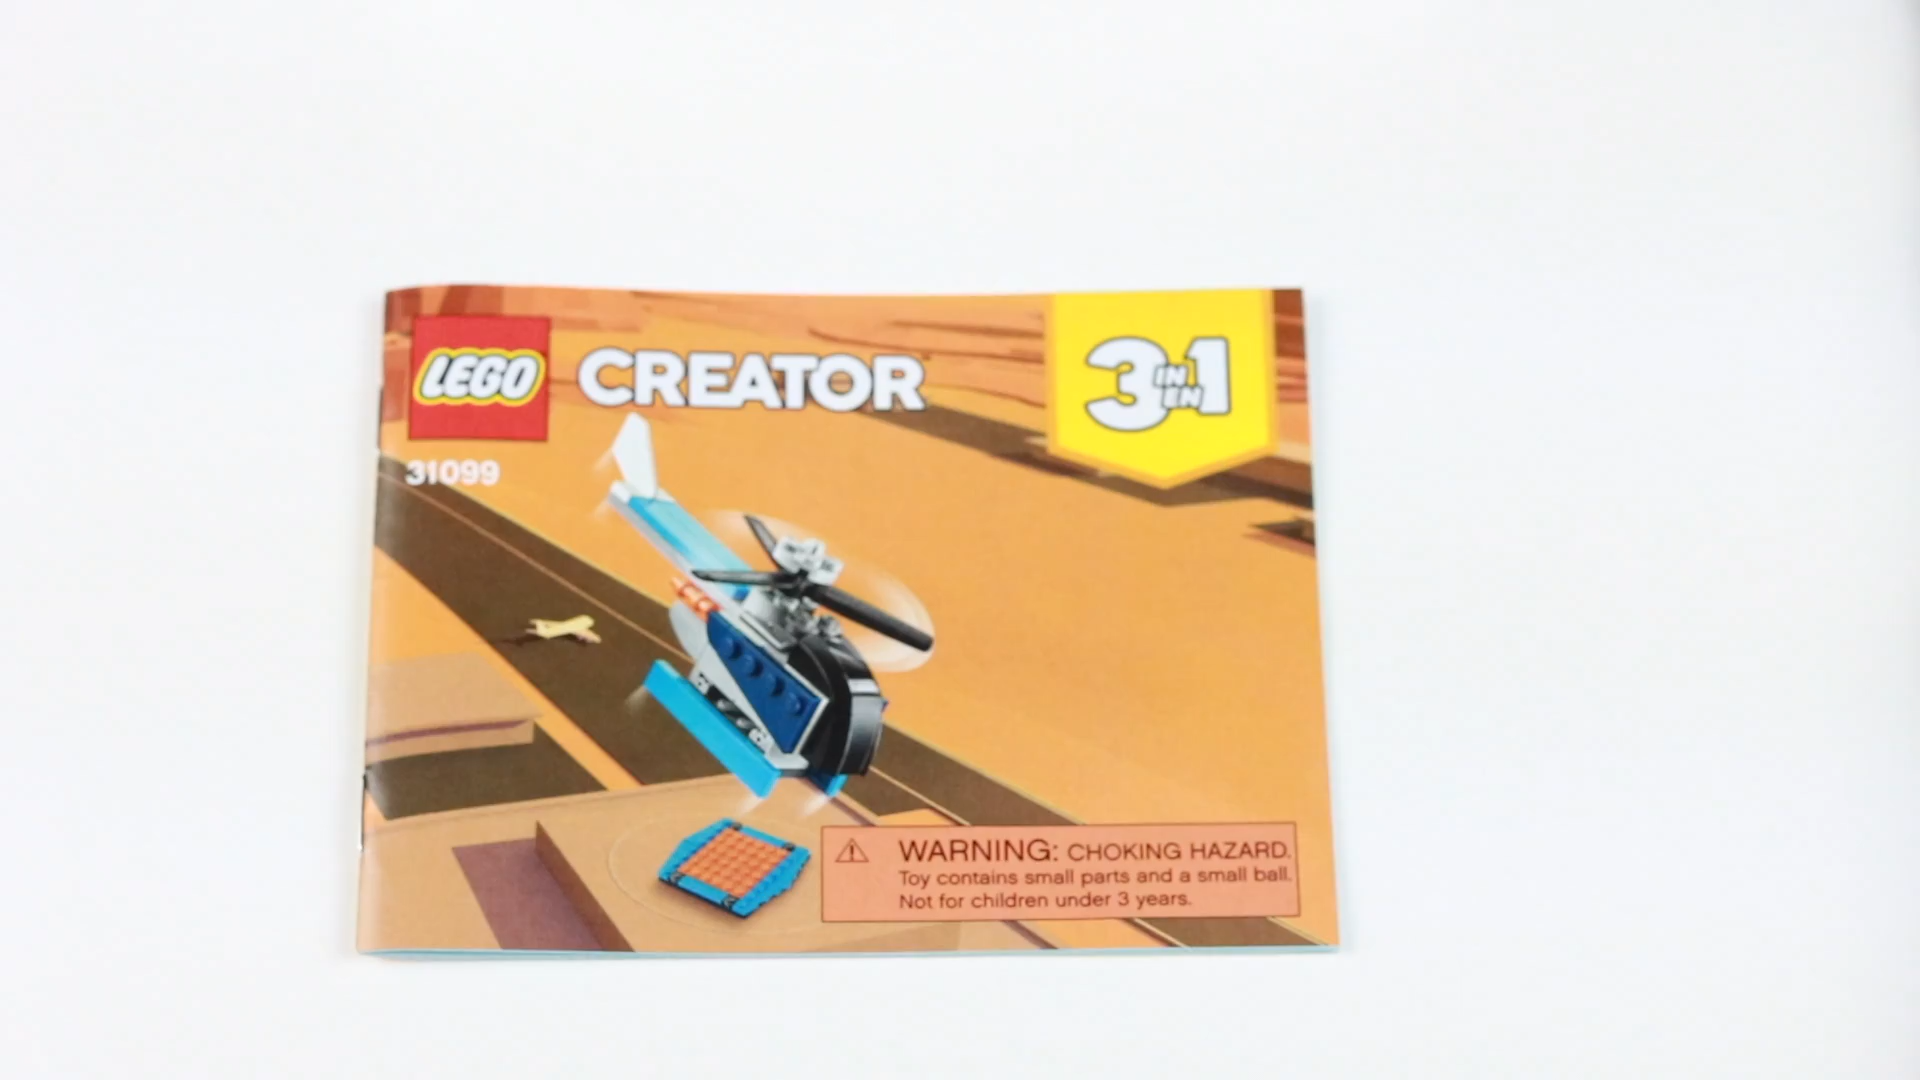 LEGO CREATOR
3 IN EN 1
31099
WARNING: CHOKING HAZARD.
Toy contains small parts and a small ball.
Not for children under 3 years.